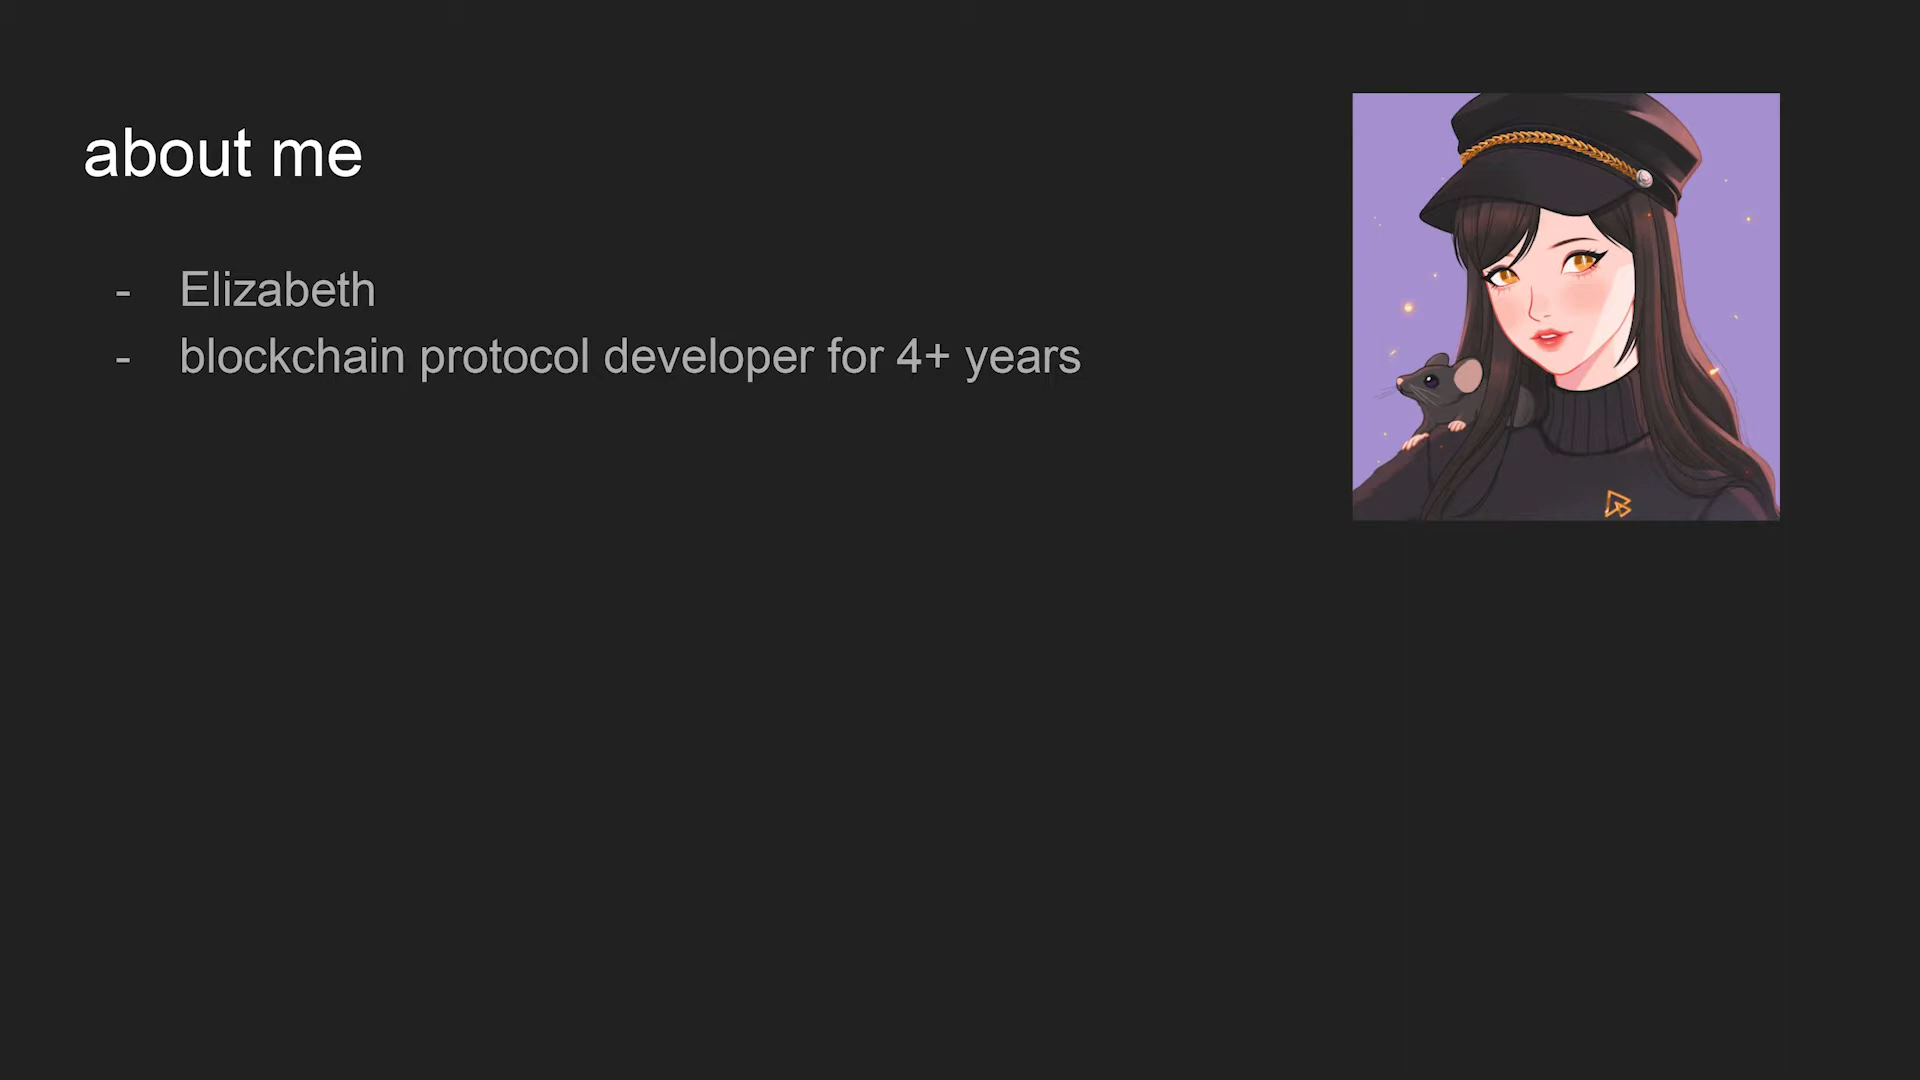 about me
- Elizabeth
- blockchain protocol developer for 4+ years